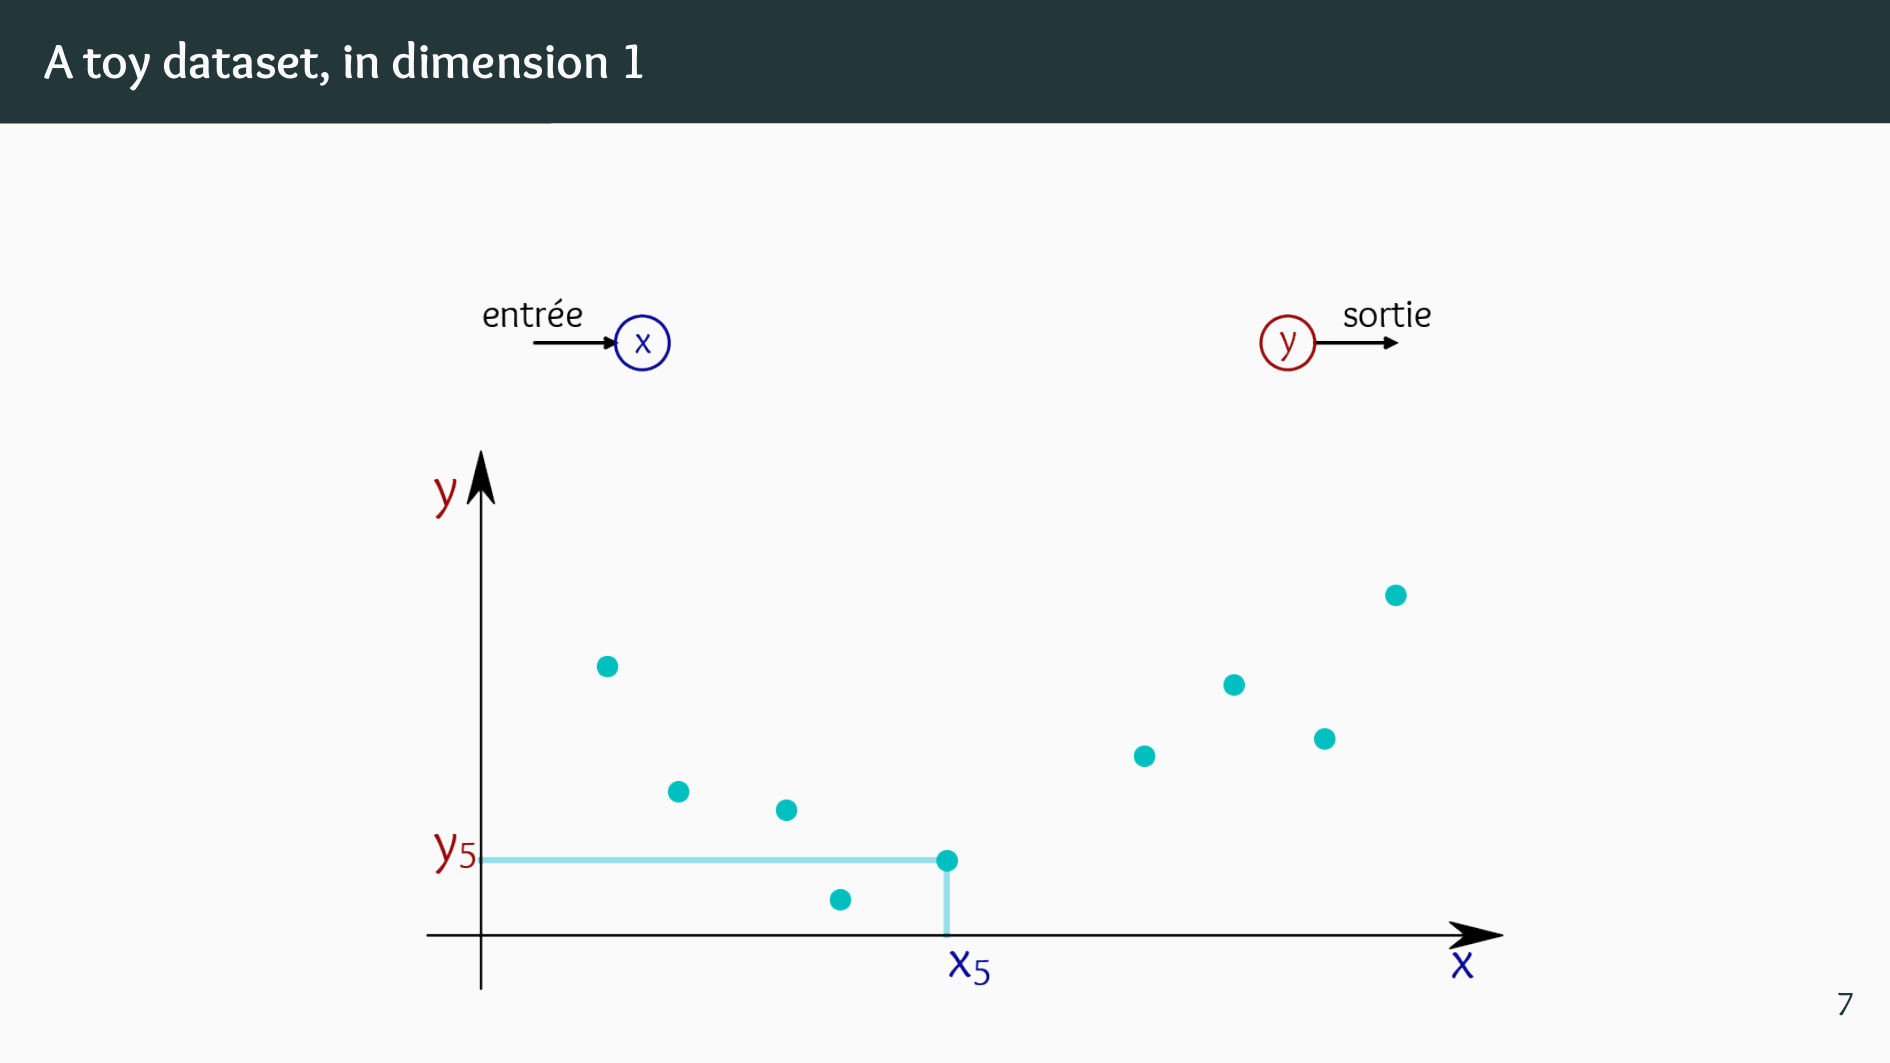 A toy dataset, in dimension 1
entrée
x
y
sortie
y
y₅
x₅
x
7